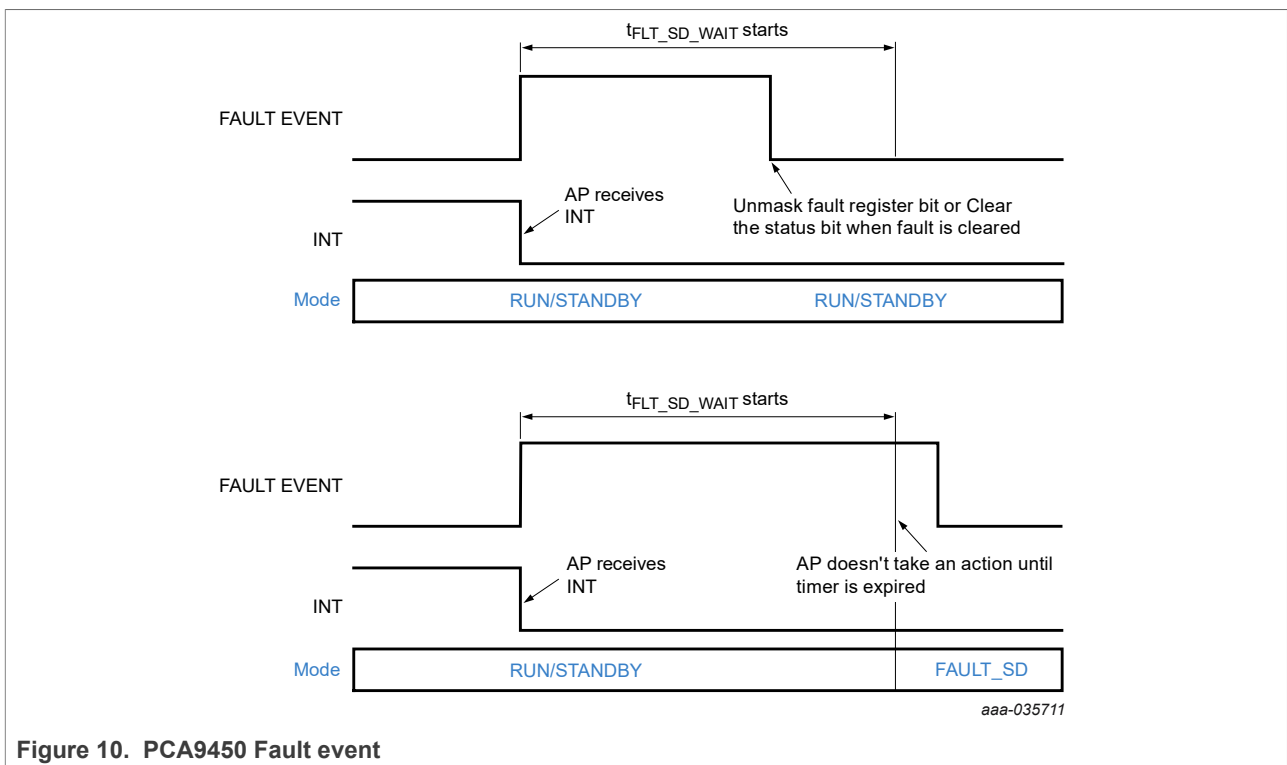 tFLT_SD_WAIT starts
FAULT EVENT
AP receives
INT
Unmask fault register bit or Clear
the status bit when fault is cleared
INT
Mode
RUN/STANDBY
RUN/STANDBY
tFLT_SD_WAIT starts
FAULT EVENT
AP receives
INT
AP doesn't take an action until
timer is expired
INT
Mode
RUN/STANDBY
FAULT_SD
aaa-035711
Figure 10. PCA9450 Fault event